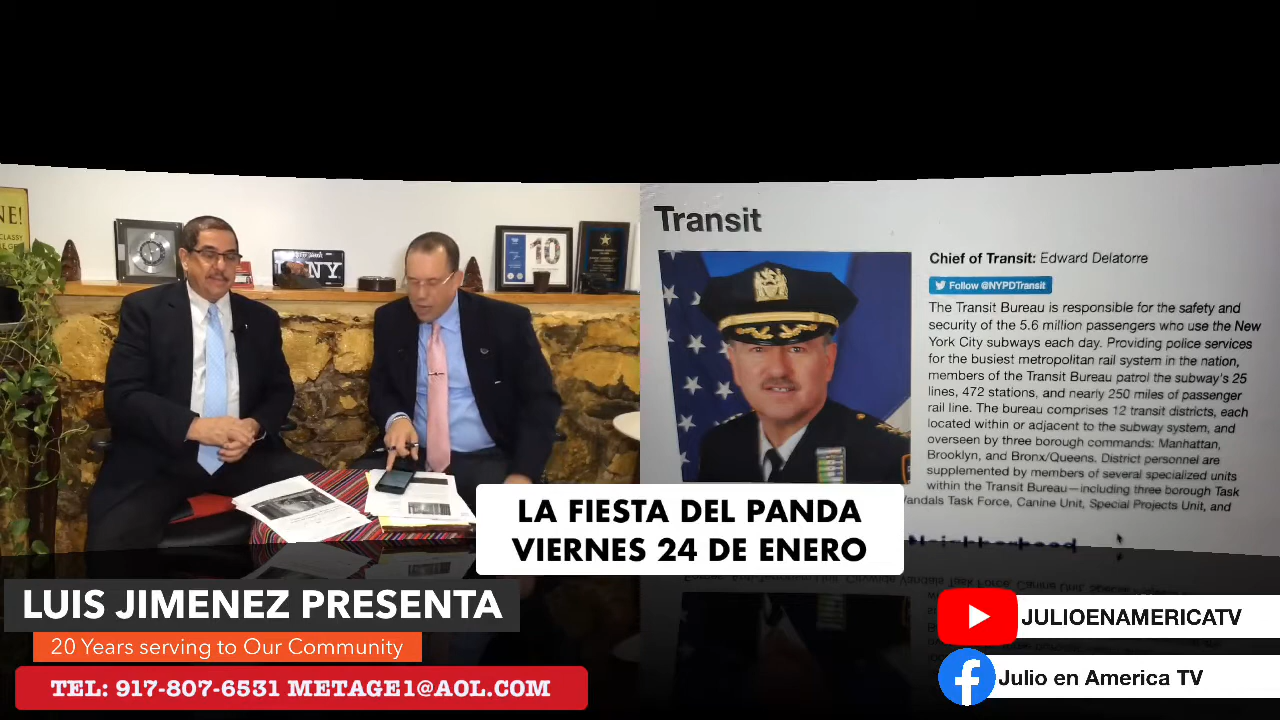 NE!
CLASSY
10
NY
Transit
Chief of Transit: Edward Delatorre
Follow @NYPDTransit
The Transit Bureau is responsible for the safety and
security of the 5.6 million passengers who use the New
York City subways each day. Providing police services
for the busiest metropolitan rail system in the nation,
members of the Transit Bureau patrol the subway's 25
lines, 472 stations, and nearly 250 miles of passenger
rail line. The bureau comprises 12 transit districts, each
located within or adjacent to the subway system, and
overseen by three borough commands: Manhattan,
Brooklyn, and Bronx/Queens. District personnel are
supplemented by members of several specialized units
within the Transit Bureau—including three borough Task
Vandals Task Force, Canine Unit, Special Projects Unit, and
LA FIESTA DEL PANDA
VIERNES 24 DE ENERO
LUIS JIMENEZ PRESENTA
20 Years serving to Our Community
TEL: 917-807-6531 METAGE1@AOL.COM
JULIOENAMERICATV
Julio en America TV